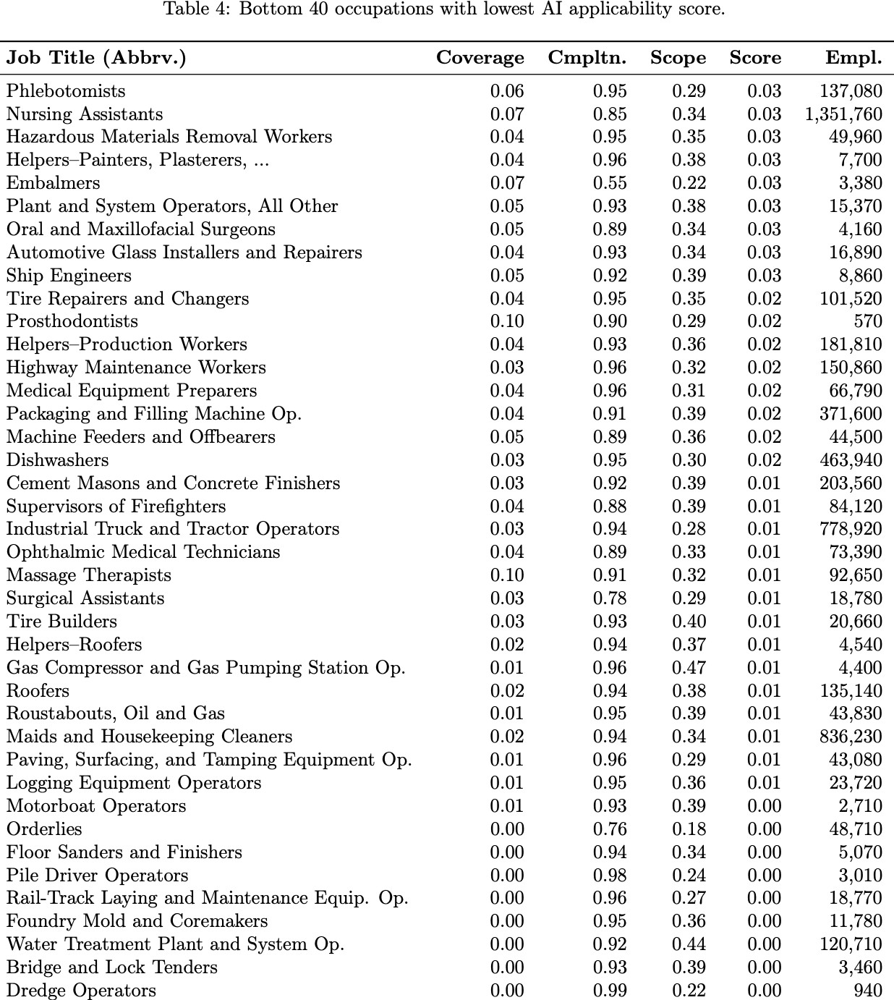 Table 4: Bottom 40 occupations with lowest AI applicability score.
Job Title (Abbrv.) Coverage Cmpltn. Scope Score Empl.
Phlebotomists 0.06 0.95 0.29 0.03 137,080
Nursing Assistants 0.07 0.85 0.34 0.03 1,351,760
Hazardous Materials Removal Workers 0.04 0.95 0.35 0.03 49,960
Helpers–Painters, Plasterers, ... 0.04 0.96 0.38 0.03 7,700
Embalmers 0.07 0.55 0.22 0.03 3,380
Plant and System Operators, All Other 0.05 0.93 0.38 0.03 15,370
Oral and Maxillofacial Surgeons 0.05 0.89 0.34 0.03 4,160
Automotive Glass Installers and Repairers 0.04 0.93 0.34 0.03 16,890
Ship Engineers 0.05 0.92 0.39 0.03 8,860
Tire Repairers and Changers 0.04 0.95 0.35 0.02 101,520
Prosthodontists 0.10 0.90 0.29 0.02 570
Helpers–Production Workers 0.04 0.93 0.36 0.02 181,810
Highway Maintenance Workers 0.03 0.96 0.32 0.02 150,860
Medical Equipment Preparers 0.04 0.96 0.31 0.02 66,790
Packaging and Filling Machine Op. 0.04 0.91 0.39 0.02 371,600
Machine Feeders and Offbearers 0.05 0.89 0.36 0.02 44,500
Dishwashers 0.03 0.95 0.30 0.02 463,940
Cement Masons and Concrete Finishers 0.03 0.92 0.39 0.01 203,560
Supervisors of Firefighters 0.04 0.88 0.39 0.01 84,120
Industrial Truck and Tractor Operators 0.03 0.94 0.28 0.01 778,920
Ophthalmic Medical Technicians 0.04 0.89 0.33 0.01 73,390
Massage Therapists 0.10 0.91 0.32 0.01 92,650
Surgical Assistants 0.03 0.78 0.29 0.01 18,780
Tire Builders 0.03 0.93 0.40 0.01 20,660
Helpers–Roofers 0.02 0.94 0.37 0.01 4,540
Gas Compressor and Gas Pumping Station Op. 0.01 0.96 0.47 0.01 4,400
Roofers 0.02 0.94 0.38 0.01 135,140
Roustabouts, Oil and Gas 0.01 0.95 0.39 0.01 43,830
Maids and Housekeeping Cleaners 0.02 0.94 0.34 0.01 836,230
Paving, Surfacing, and Tamping Equipment Op. 0.01 0.96 0.29 0.01 43,080
Logging Equipment Operators 0.01 0.95 0.36 0.01 23,720
Motorboat Operators 0.01 0.93 0.39 0.00 2,710
Orderlies 0.00 0.76 0.18 0.00 48,710
Floor Sanders and Finishers 0.00 0.94 0.34 0.00 5,070
Pile Driver Operators 0.00 0.98 0.24 0.00 3,010
Rail-Track Laying and Maintenance Equip. Op. 0.00 0.96 0.27 0.00 18,770
Foundry Mold and Coremakers 0.00 0.95 0.36 0.00 11,780
Water Treatment Plant and System Op. 0.00 0.92 0.44 0.00 120,710
Bridge and Lock Tenders 0.00 0.93 0.39 0.00 3,460
Dredge Operators 0.00 0.99 0.22 0.00 940